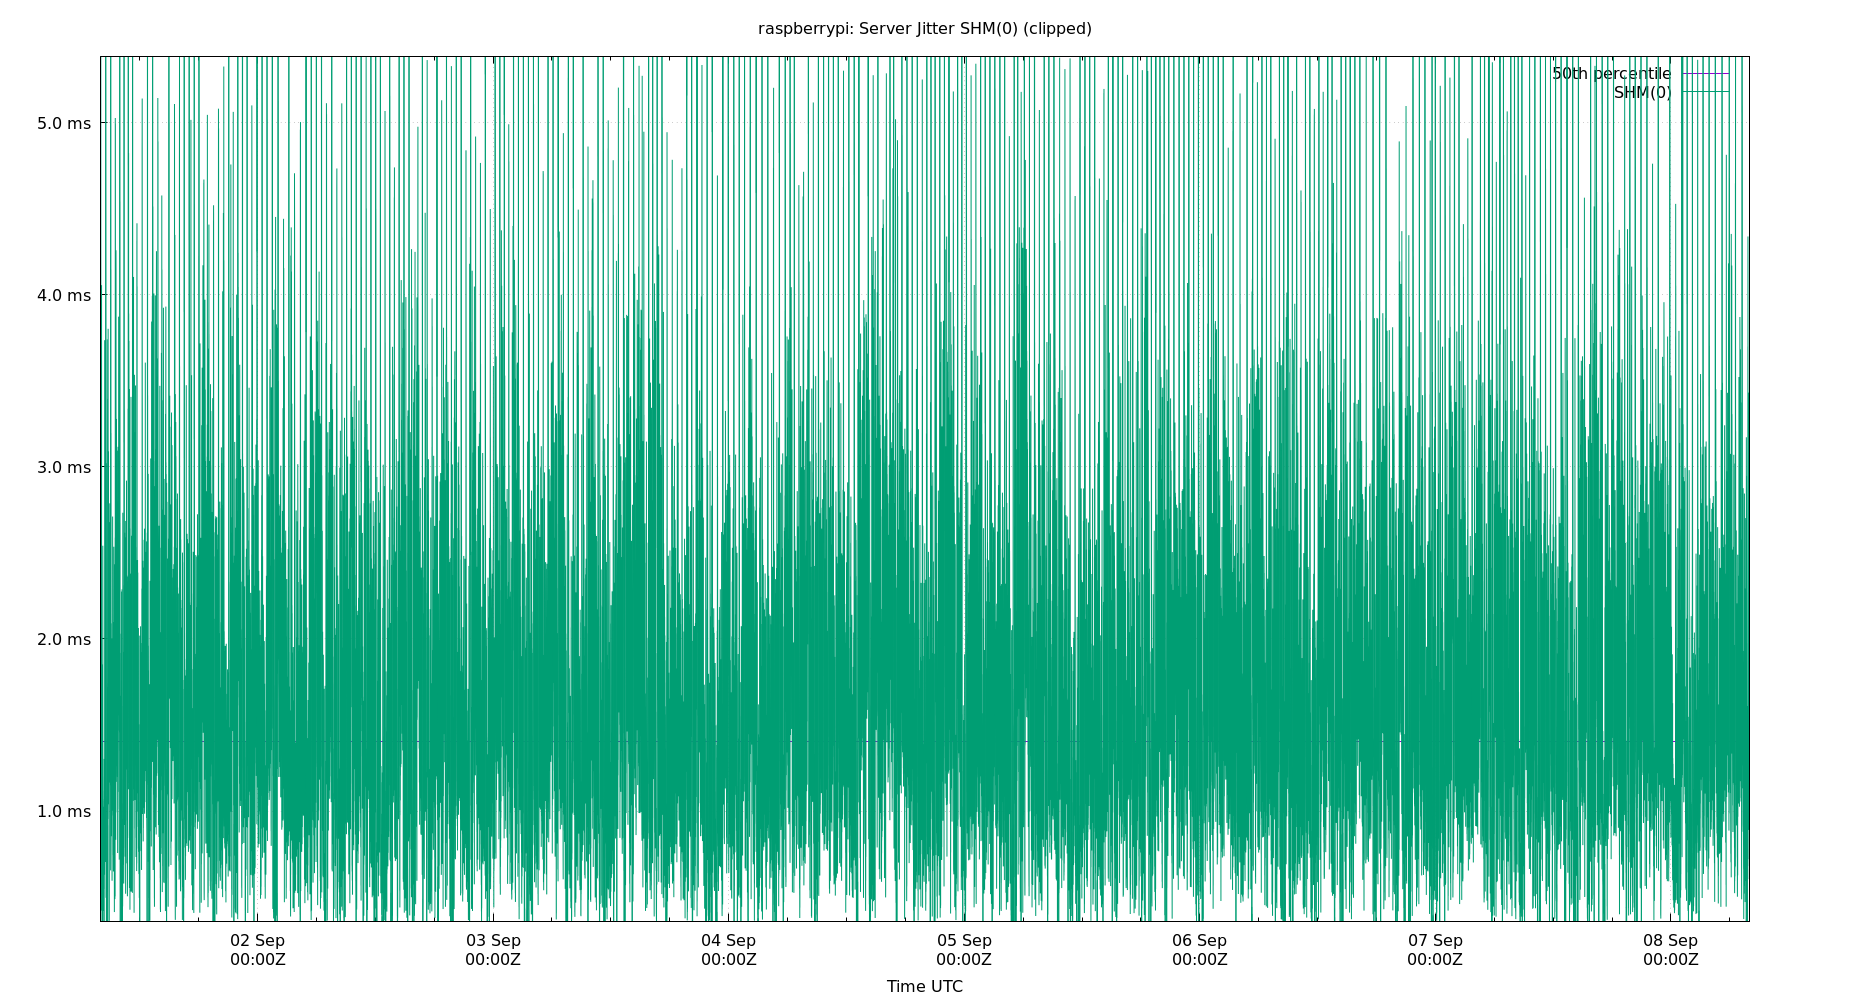 raspberrypi: Server Jitter SHM(0) (clipped)
50th percentile
SHM(0)
5.0 ms
4.0 ms
3.0 ms
2.0 ms
1.0 ms
02 Sep 03 Sep 04 Sep 05 Sep 06 Sep 07 Sep 08 Sep
00:00Z 00:00Z 00:00Z 00:00Z 00:00Z 00:00Z 00:00Z
Time UTC